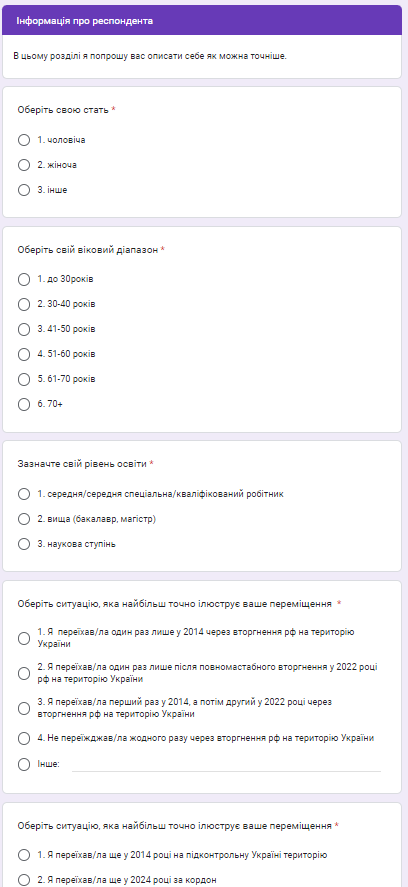 Інформація про респондента
В цьому розділі я попрошу вас описати себе як можна точніше.
Оберіть свою стать *
1. чоловіча
2. жіноча
3. інше
Оберіть свій віковий діапазон *
1. до 30років
2. 30-40 років
3. 41-50 років
4. 51-60 років
5. 61-70 років
6. 70+
Зазначте свій рівень освіти *
1. середня/середня спеціальна/кваліфікований робітник
2. вища (бакалавр, магістр)
3. наукова ступінь
Оберіть ситуацію, яка найбільш точно ілюструє ваше переміщення *
1. Я переїхав/ла один раз лише у 2014 через вторгнення рф на територію
України
2. Я переїхав/ла один раз лише після повномастабного вторгнення у 2022 році
рф на територію України
3. Я переїхав/ла перший раз у 2014, а потім другий у 2022 році через
вторгнення рф на територію України
4. Не переїжджав/ла жодного разу через вторгнення рф на територію України
Інше:
Оберіть ситуацію, яка найбільш точно ілюструє ваше переміщення *
1. Я переїхав/ла ще у 2014 році на підконтрольну Україні територію
2. Я переїхав/ла ще у 2024 році за кордон